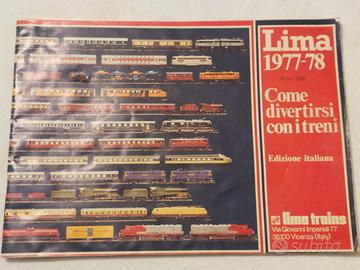 Lima
1977-78
Come
divertirsi
con i treni
Edizione italiana
lima trains
Via Giovanni Imperiali 77
36100 Vicenza (Italy)
subito